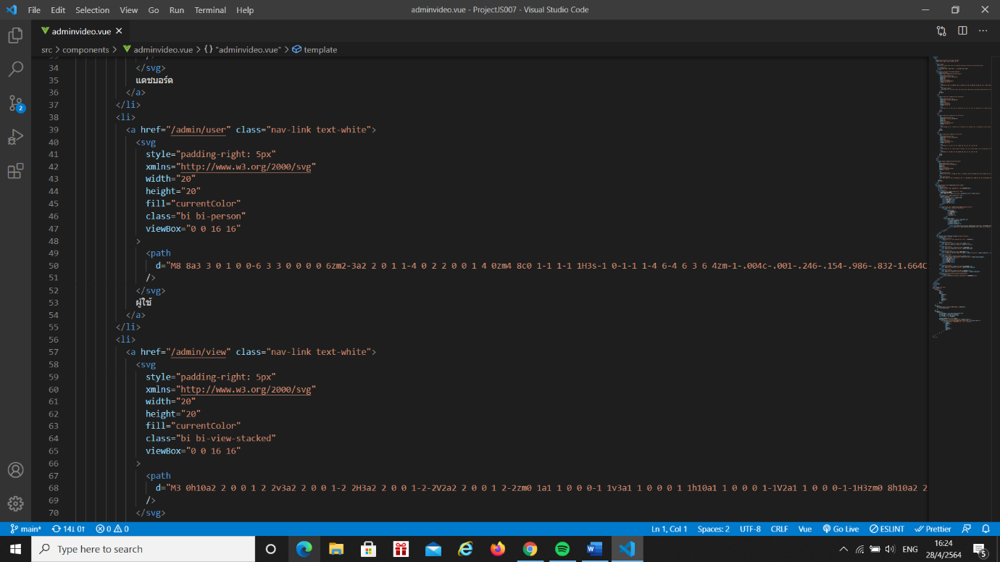 File Edit Selection View Go Run Terminal Help
adminvideo.vue - ProjectJS007 - Visual Studio Code
adminvideo.vue
src > components > adminvideo.vue > {} "adminvideo.vue" > template
34 </svg>
35 แดชบอร์ด
36 </a>
37 </li>
38 <li>
39 <a href="/admin/user" class="nav-link text-white">
40 <svg
41 style="padding-right: 5px"
42 xmlns="http://www.w3.org/2000/svg"
43 width="20"
44 height="20"
45 fill="currentColor"
46 class="bi bi-person"
47 viewBox="0 0 16 16"
48 >
49 <path
50 d="M8 8a3 3 0 1 0 0-6 3 3 0 0 0 0 6zm2-3a2 2 0 1 1-4 0 2 2 0 0 1 4 0zm4 8c0 1-1 1-1 1H3s-1 0-1-1 1-4 6-4 6 3 6 4zm-1-.004c-.001-.246-.154-.986-.832-1.664C
51 />
52 </svg>
53 ผู้ใช้
54 </a>
55 </li>
56 <li>
57 <a href="/admin/view" class="nav-link text-white">
58 <svg
59 style="padding-right: 5px"
60 xmlns="http://www.w3.org/2000/svg"
61 width="20"
62 height="20"
63 fill="currentColor"
64 class="bi bi-view-stacked"
65 viewBox="0 0 16 16"
66 >
67 <path
68 d="M3 0h10a2 2 0 0 1 2 2v3a2 2 0 0 1-2 2H3a2 2 0 0 1-2-2V2a2 2 0 0 1 2-2zm0 1a1 1 0 0 0-1 1v3a1 1 0 0 0 1 1h10a1 1 0 0 0 1-1V2a1 1 0 0 0-1-1H3zm0 8h10a2 2
69 />
70 </svg>
2
main* 14↓ 0↑ 0 0 Ln 1, Col 1 Spaces: 2 UTF-8 CRLF Vue Go Live ESLINT Prettier
Type here to search
ENG
16:24
28/4/2564
5